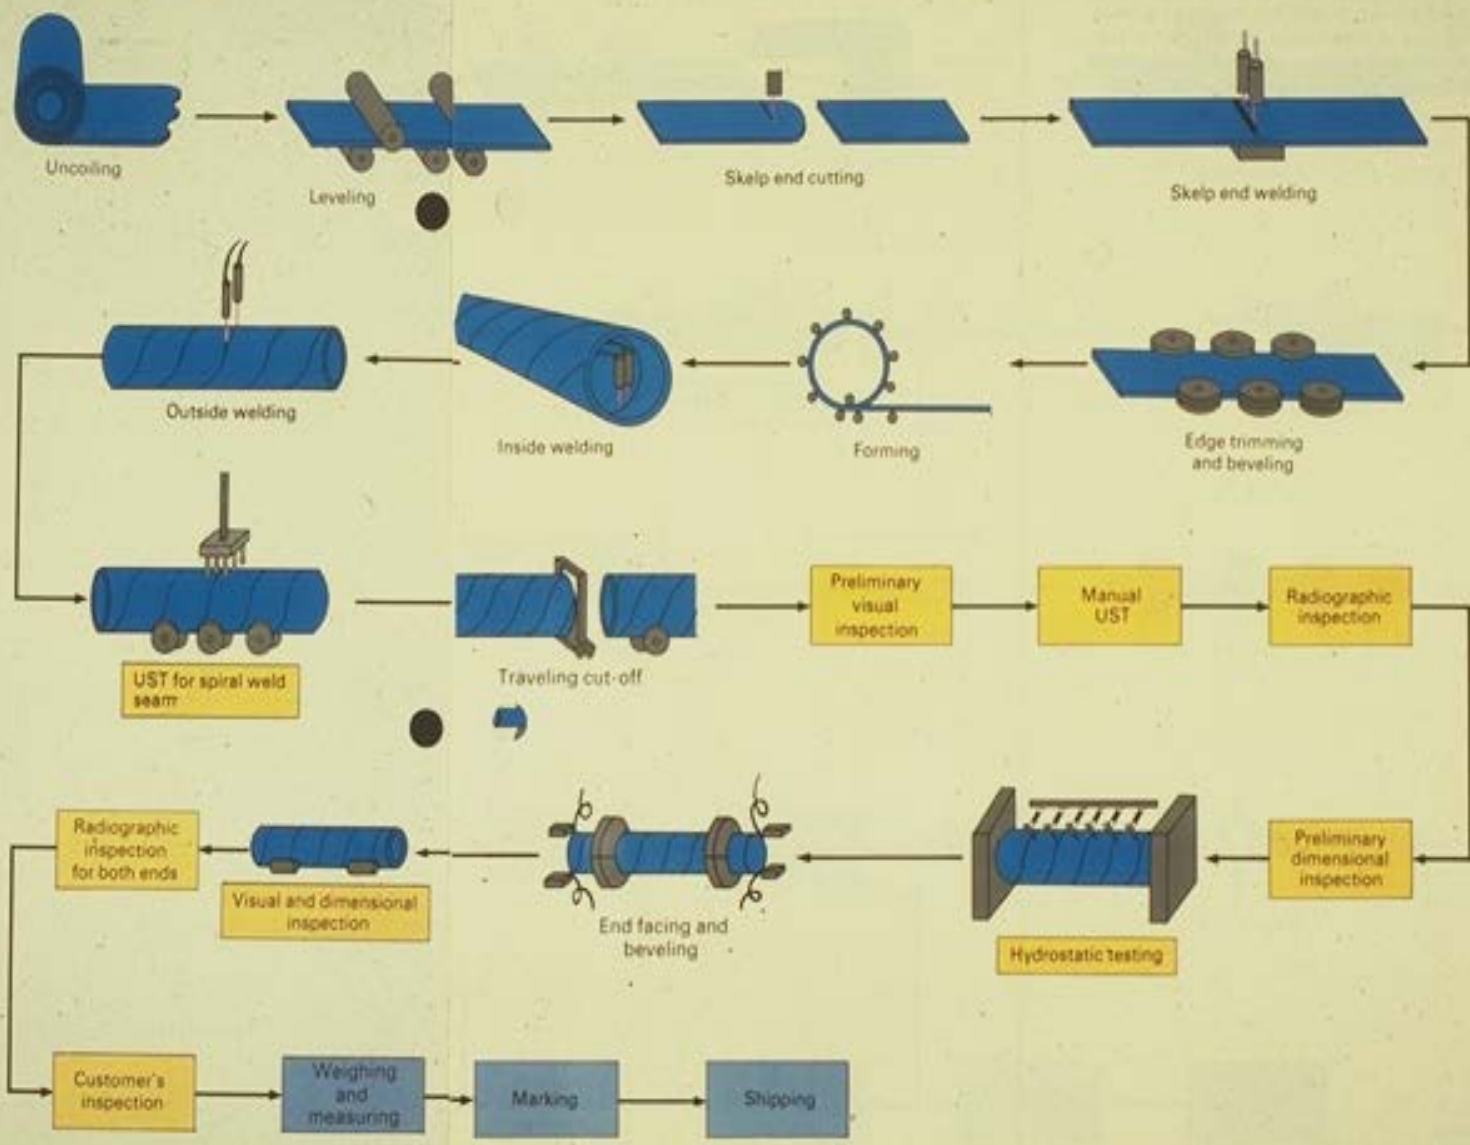 Uncoiling
Leveling
Skelp end cutting
Skelp end welding
Edge trimming
and beveling
Forming
Inside welding
Outside welding
UST for spiral weld
seam
Traveling cut-off
Preliminary
visual
inspection
Manual
UST
Radiographic
inspection
Preliminary
dimensional
inspection
Hydrostatic testing
End facing and
beveling
Visual and dimensional
inspection
Radiographic
inspection
for both ends
Customer's
inspection
Weighing
and
measuring
Marking
Shipping